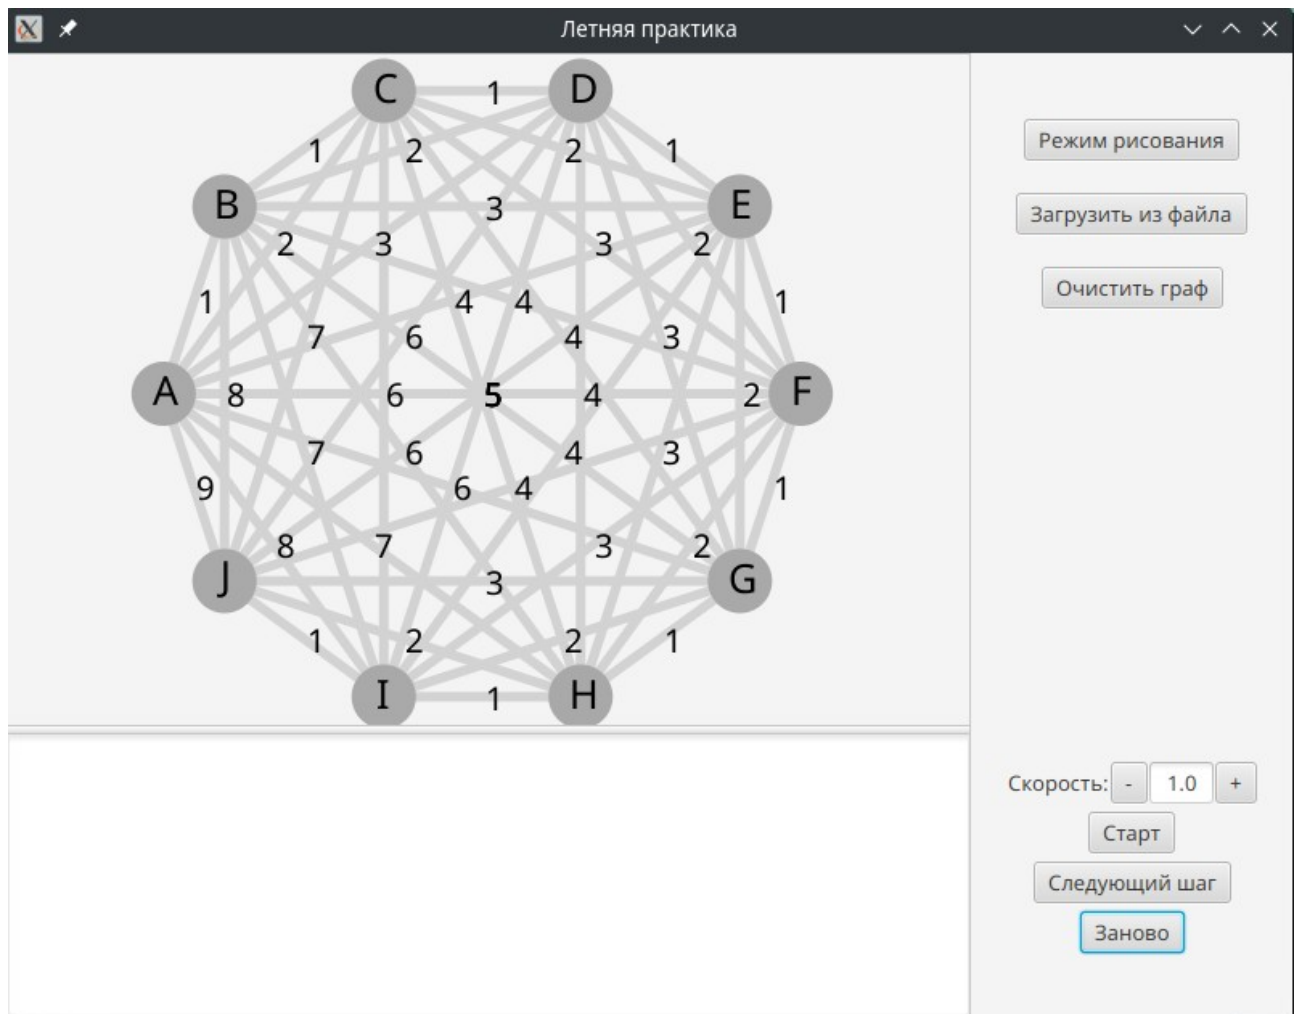 Летняя практика
C 1 D
1 2 2 1
B 3 E
2 3 3 2
1 4 4 1
7 6 4 3
A 8 6 5 4 2 F
7 6 4 3
9 6 4 1
8 7 3 2
J 3 G
1 2 2 1
I 1 H
Режим рисования
Загрузить из файла
Очистить граф
Скорость: - 1.0 +
Старт
Следующий шаг
Заново